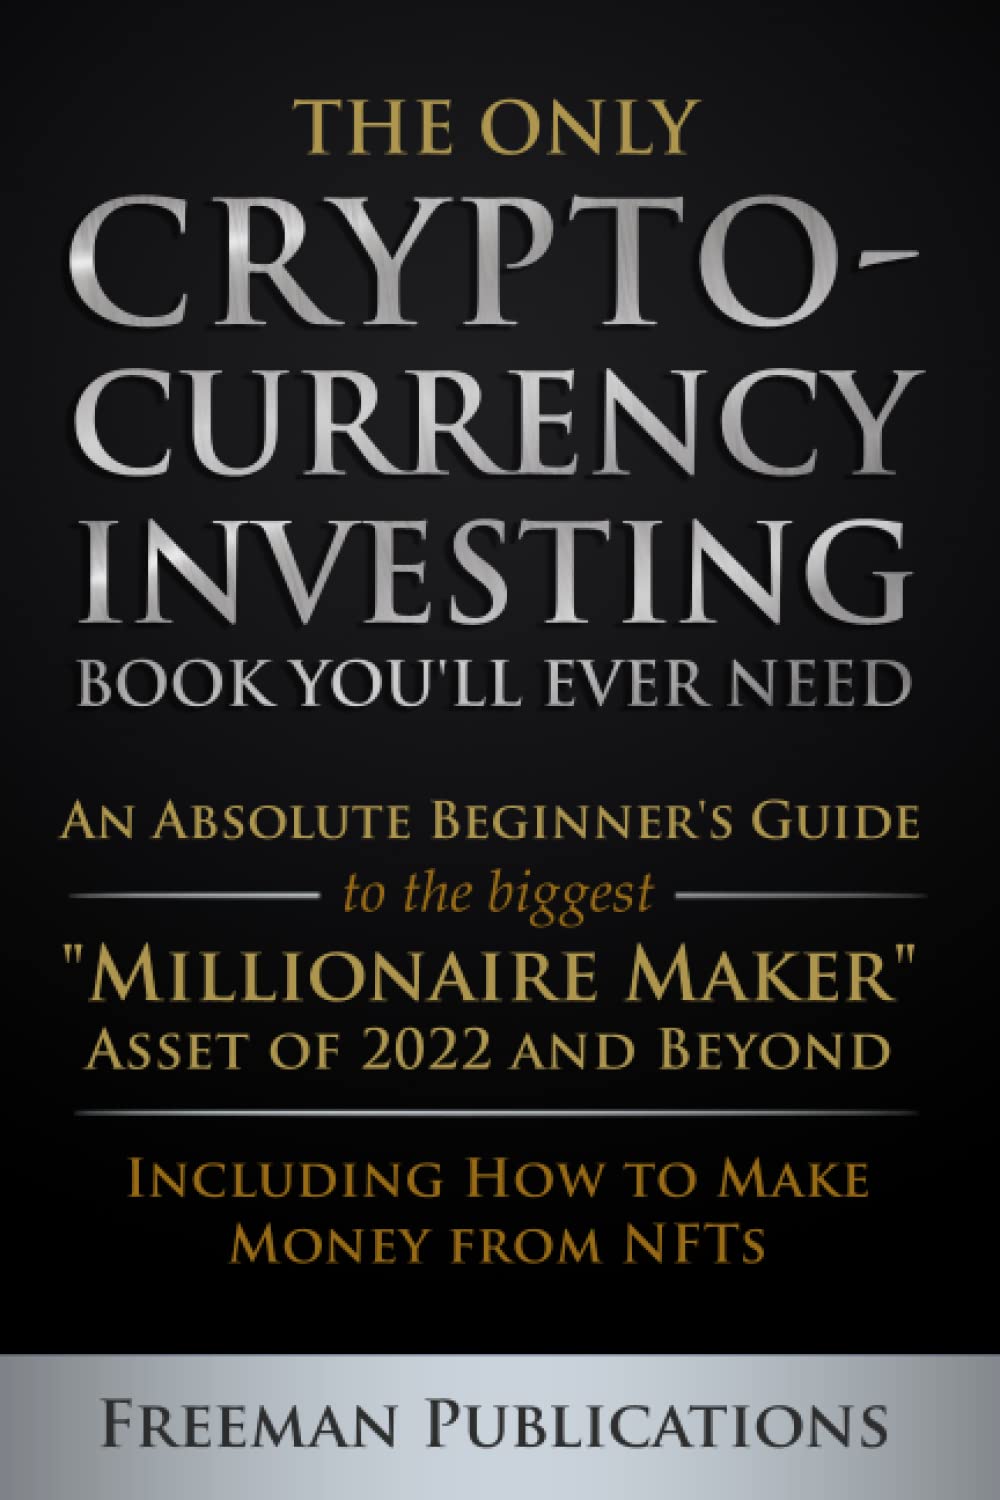 THE ONLY
CRYPTO-
CURRENCY
INVESTING
BOOK YOU'LL EVER NEED
AN ABSOLUTE BEGINNER'S GUIDE
to the biggest
"MILLIONAIRE MAKER"
ASSET OF 2022 AND BEYOND
INCLUDING HOW TO MAKE
MONEY FROM NFTS
FREEMAN PUBLICATIONS